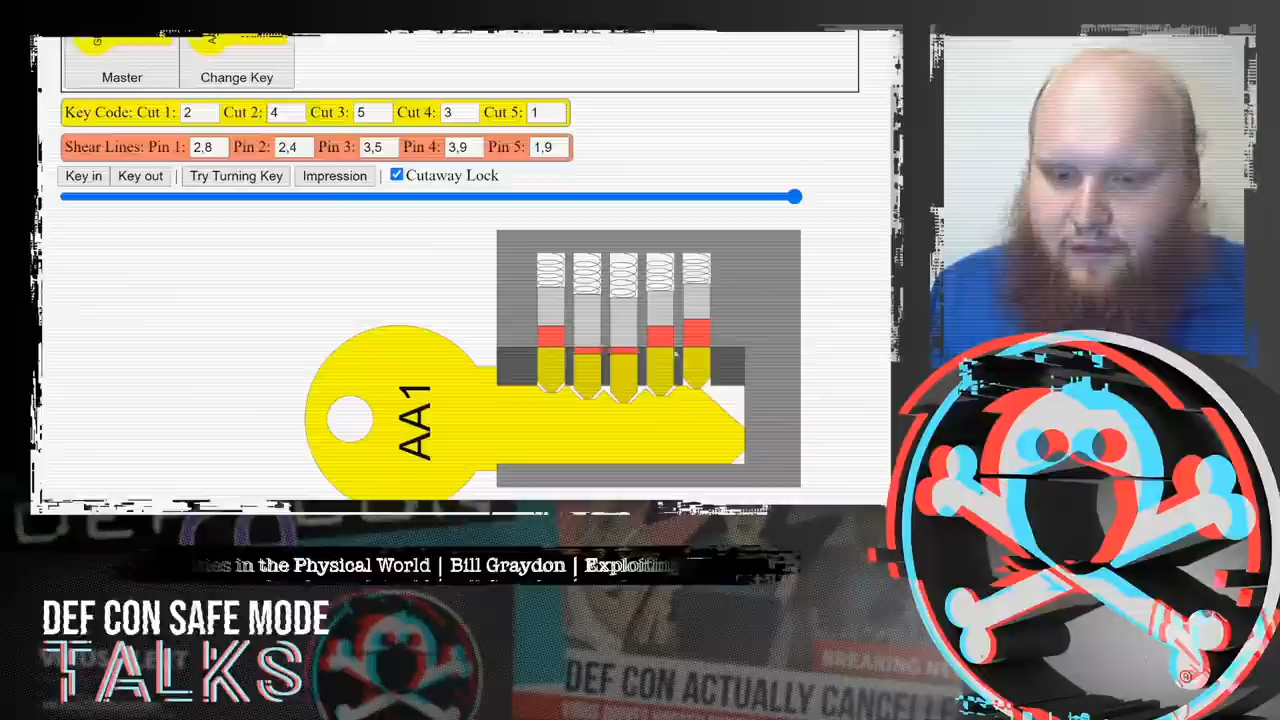 Master Change Key
Key Code: Cut 1: 2 Cut 2: 4 Cut 3: 5 Cut 4: 3 Cut 5: 1
Shear Lines: Pin 1: 2,8 Pin 2: 2,4 Pin 3: 3,5 Pin 4: 3,9 Pin 5: 1,9
Key in Key out | Try Turning Key Impression | Cutaway Lock
AA1
in the Physical World | Bill Graydon | Exploiting
DEF CON SAFE MODE
TALKS
DEF CON ACTUALLY CANCELLE
BREAKING
®